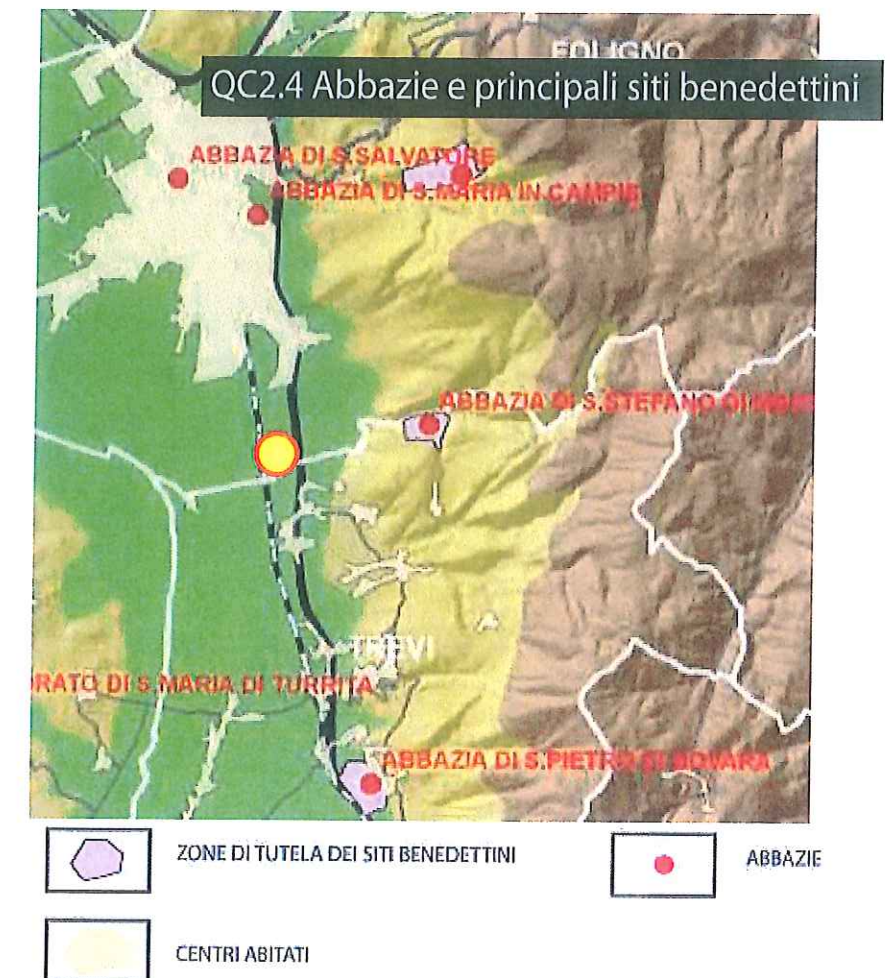 FOLIGNO
QC2.4 Abbazie e principali siti benedettini
ABBAZIA DI S.SALVATORE
ABBAZIA DI S.MARIA IN CAMPIS
ABBAZIA DI S.STEFANO DI
TREVI
RATO DI S.MARIA DI TURRITA
ABBAZIA DI S.PIETRO DI BOVARA
ZONE DI TUTELA DEI SITI BENEDETTINI
ABBAZIE
CENTRI ABITATI